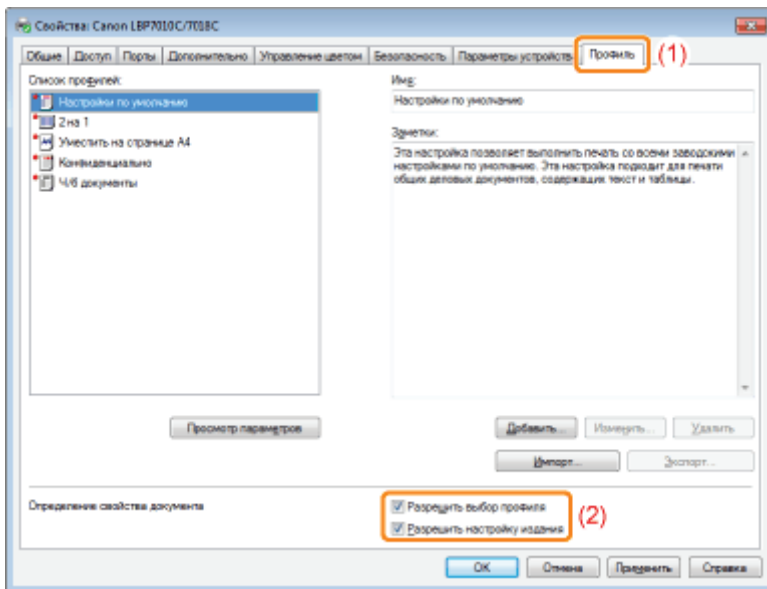 Свойства: Canon LBP7010C/7018C
Общие Доступ Порты Дополнительно Управление цветом Безопасность Параметры устройства Профиль (1)
Список профилей:
Настройки по умолчанию
2 на 1
Уместить на странице A4
Конфиденциально
Ч/б документы
Имя:
Настройки по умолчанию
Заметки:
Эта настройка позволяет выполнить печать со всеми заводскими
настройками по умолчанию. Эта настройка подходит для печати
общих деловых документов, содержащих текст и таблицы.
Просмотр параметров
Добавить... Изменить... Удалить
Импорт... Экспорт...
Определение свойства документа
Разрешить выбор профиля
Разрешить настройку издания
(2)
OK Отмена Применить Справка